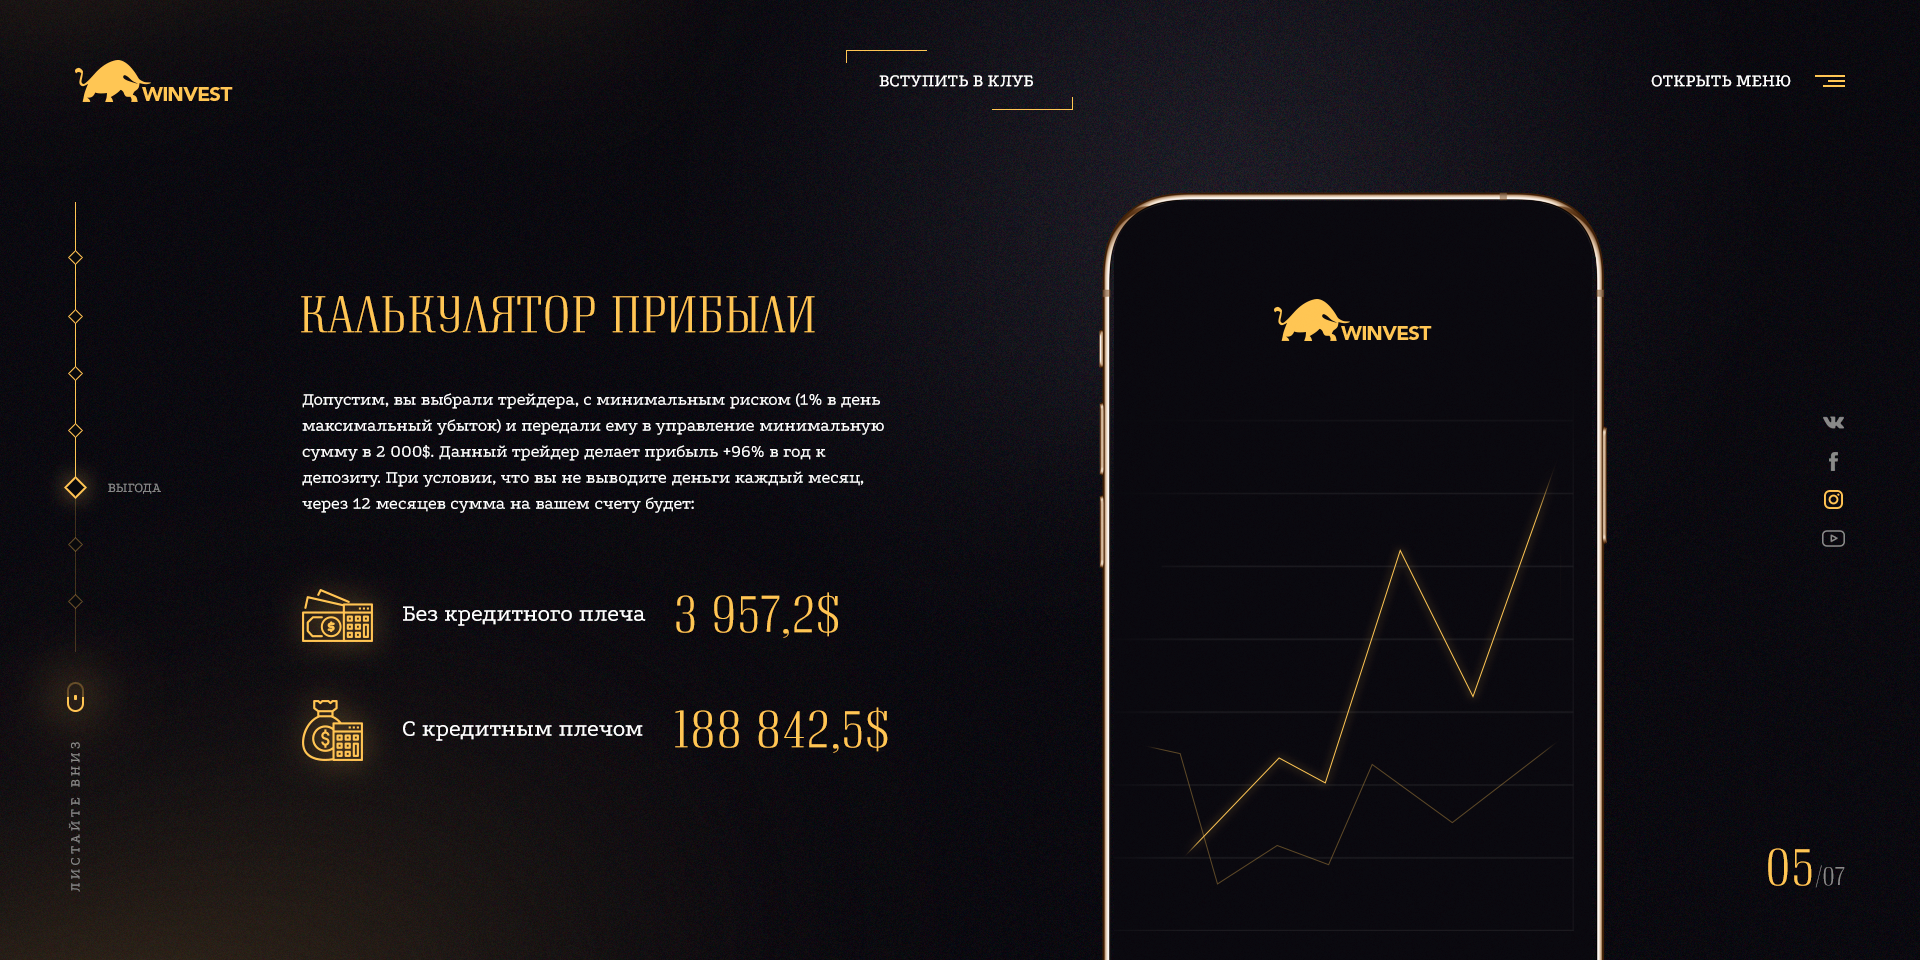 WINVEST
ВСТУПИТЬ В КЛУБ
ОТКРЫТЬ МЕНЮ
КАЛЬКУЛЯТОР ПРИБЫЛИ
Допустим, вы выбрали трейдера, с минимальным риском (1% в день
максимальный убыток) и передали ему в управление минимальную
сумму в 2 000$. Данный трейдер делает прибыль +96% в год к
депозиту. При условии, что вы не выводите деньги каждый месяц,
через 12 месяцев сумма на вашем счету будет:
ВЫГОДА
Без кредитного плеча 3 957,2$
С кредитным плечом 188 842,5$
ЛИСТАЙТЕ ВНИЗ
WINVEST
05/07